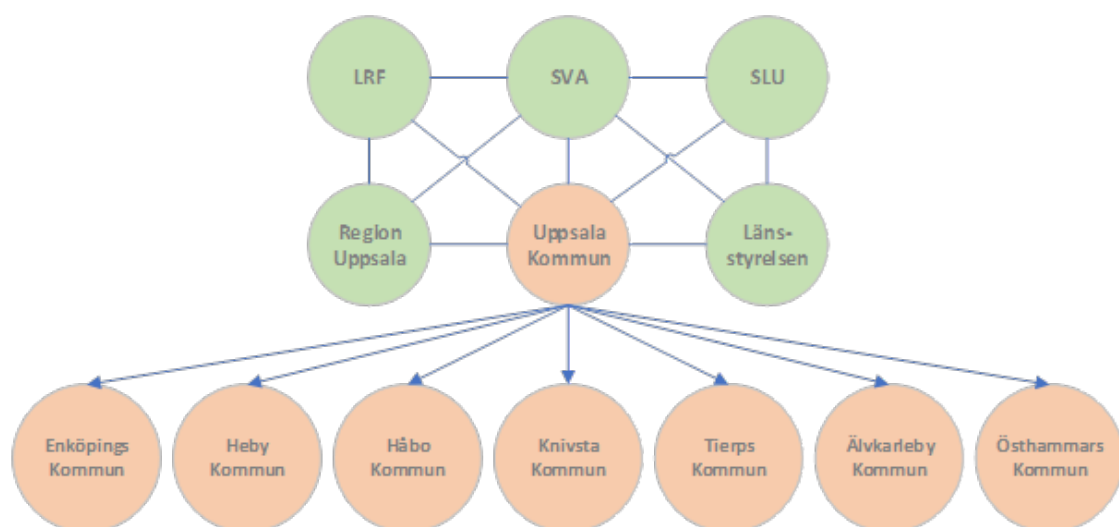 LRF
SVA
SLU
Region
Uppsala
Uppsala
Kommun
Läns-
styrelsen
Enköpings
Kommun
Heby
Kommun
Håbo
Kommun
Knivsta
Kommun
Tierps
Kommun
Älvkarleby
Kommun
Östhammars
Kommun